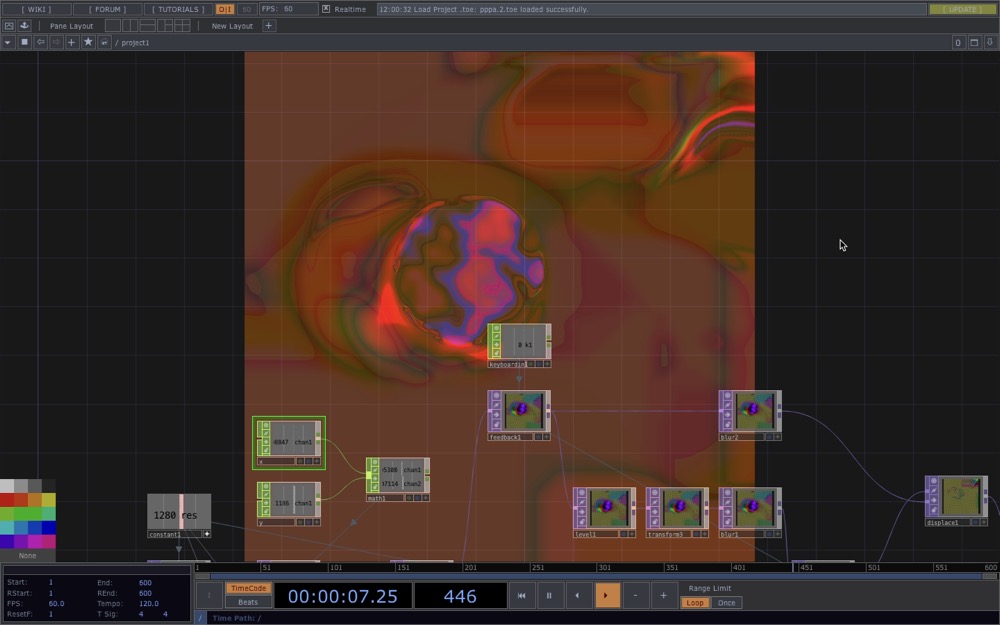 [ WIKI ] [ FORUM ] [ TUTORIALS ] O|I 60 FPS: 60 Realtime 12:00:32 Load Project .toe: pppa.2.toe loaded successfully. [ UPDATE ]
Pane Layout New Layout +
/ project1 0
0 k1
keyboardin1
feedback1
blur2
chan1
x
chan1
math1
chan2
1186 chan1
y
1280 res
constant1
level1
transform3
blur1
displace1
None
1 51 101 151 201 251 301 351 401 451 501 551 600
Start: 1 End: 600
RStart: 1 REnd: 600
FPS: 60.0 Tempo: 120.0
ResetF: 1 T Sig: 4 4
TimeCode
Beats
00:00:07.25
446
- +
Range Limit
Loop Once
/ Time Path: /